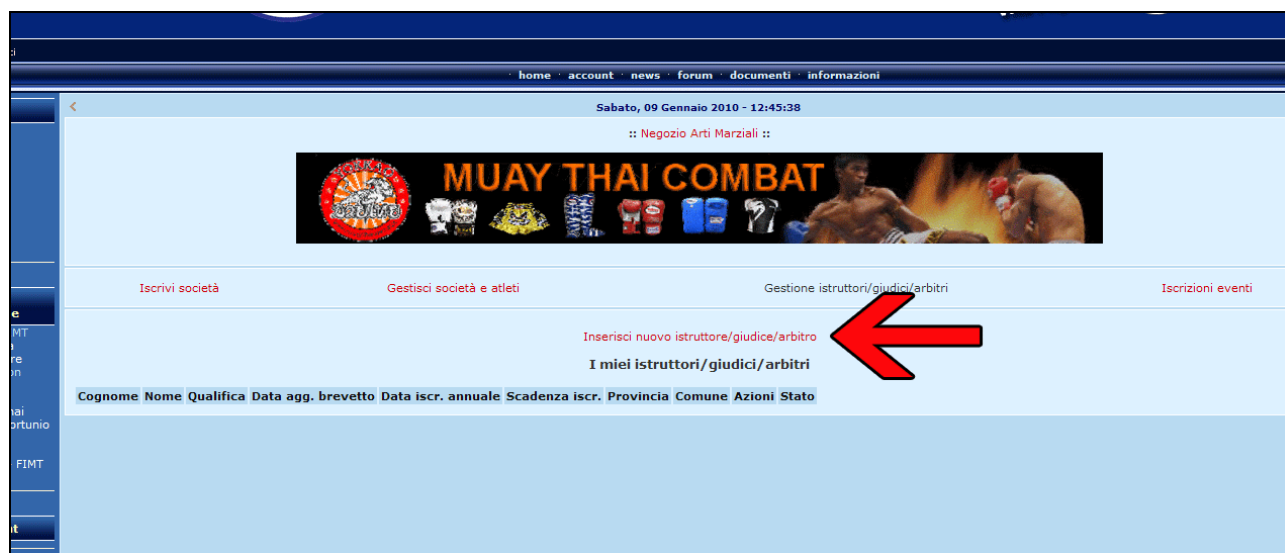 · home · account · news · forum · documenti · informazioni
Sabato, 09 Gennaio 2010 - 12:45:38
:: Negozio Arti Marziali ::
MUAY THAI COMBAT
Iscrivi società Gestisci società e atleti Gestione istruttori/giudici/arbitri Iscrizioni eventi
Inserisci nuovo istruttore/giudice/arbitro
I miei istruttori/giudici/arbitri
Cognome Nome Qualifica Data agg. brevetto Data iscr. annuale Scadenza iscr. Provincia Comune Azioni Stato
FIMT